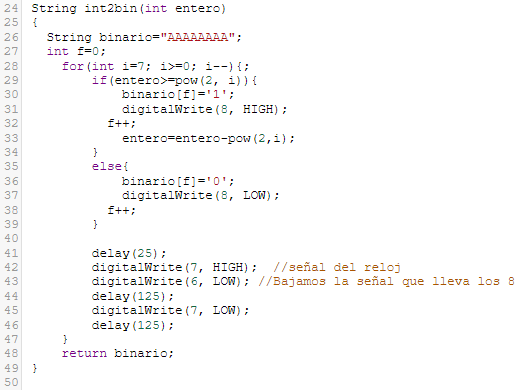 24 String int2bin(int entero)
25 {
26   String binario="AAAAAAAA";
27   int f=0;
28     for(int i=7; i>=0; i--){;
29         if(entero>=pow(2, i)){
30             binario[f]='1';
31             digitalWrite(8, HIGH);
32           f++;
33             entero=entero-pow(2,i);
34         }
35         else{
36             binario[f]='0';
37             digitalWrite(8, LOW);
38           f++;
39         }
40
41         delay(25);
42         digitalWrite(7, HIGH);  //señal del reloj
43         digitalWrite(6, LOW); //Bajamos la señal que lleva los 8
44         delay(125);
45         digitalWrite(7, LOW);
46         delay(125);
47     }
48     return binario;
49 }
50